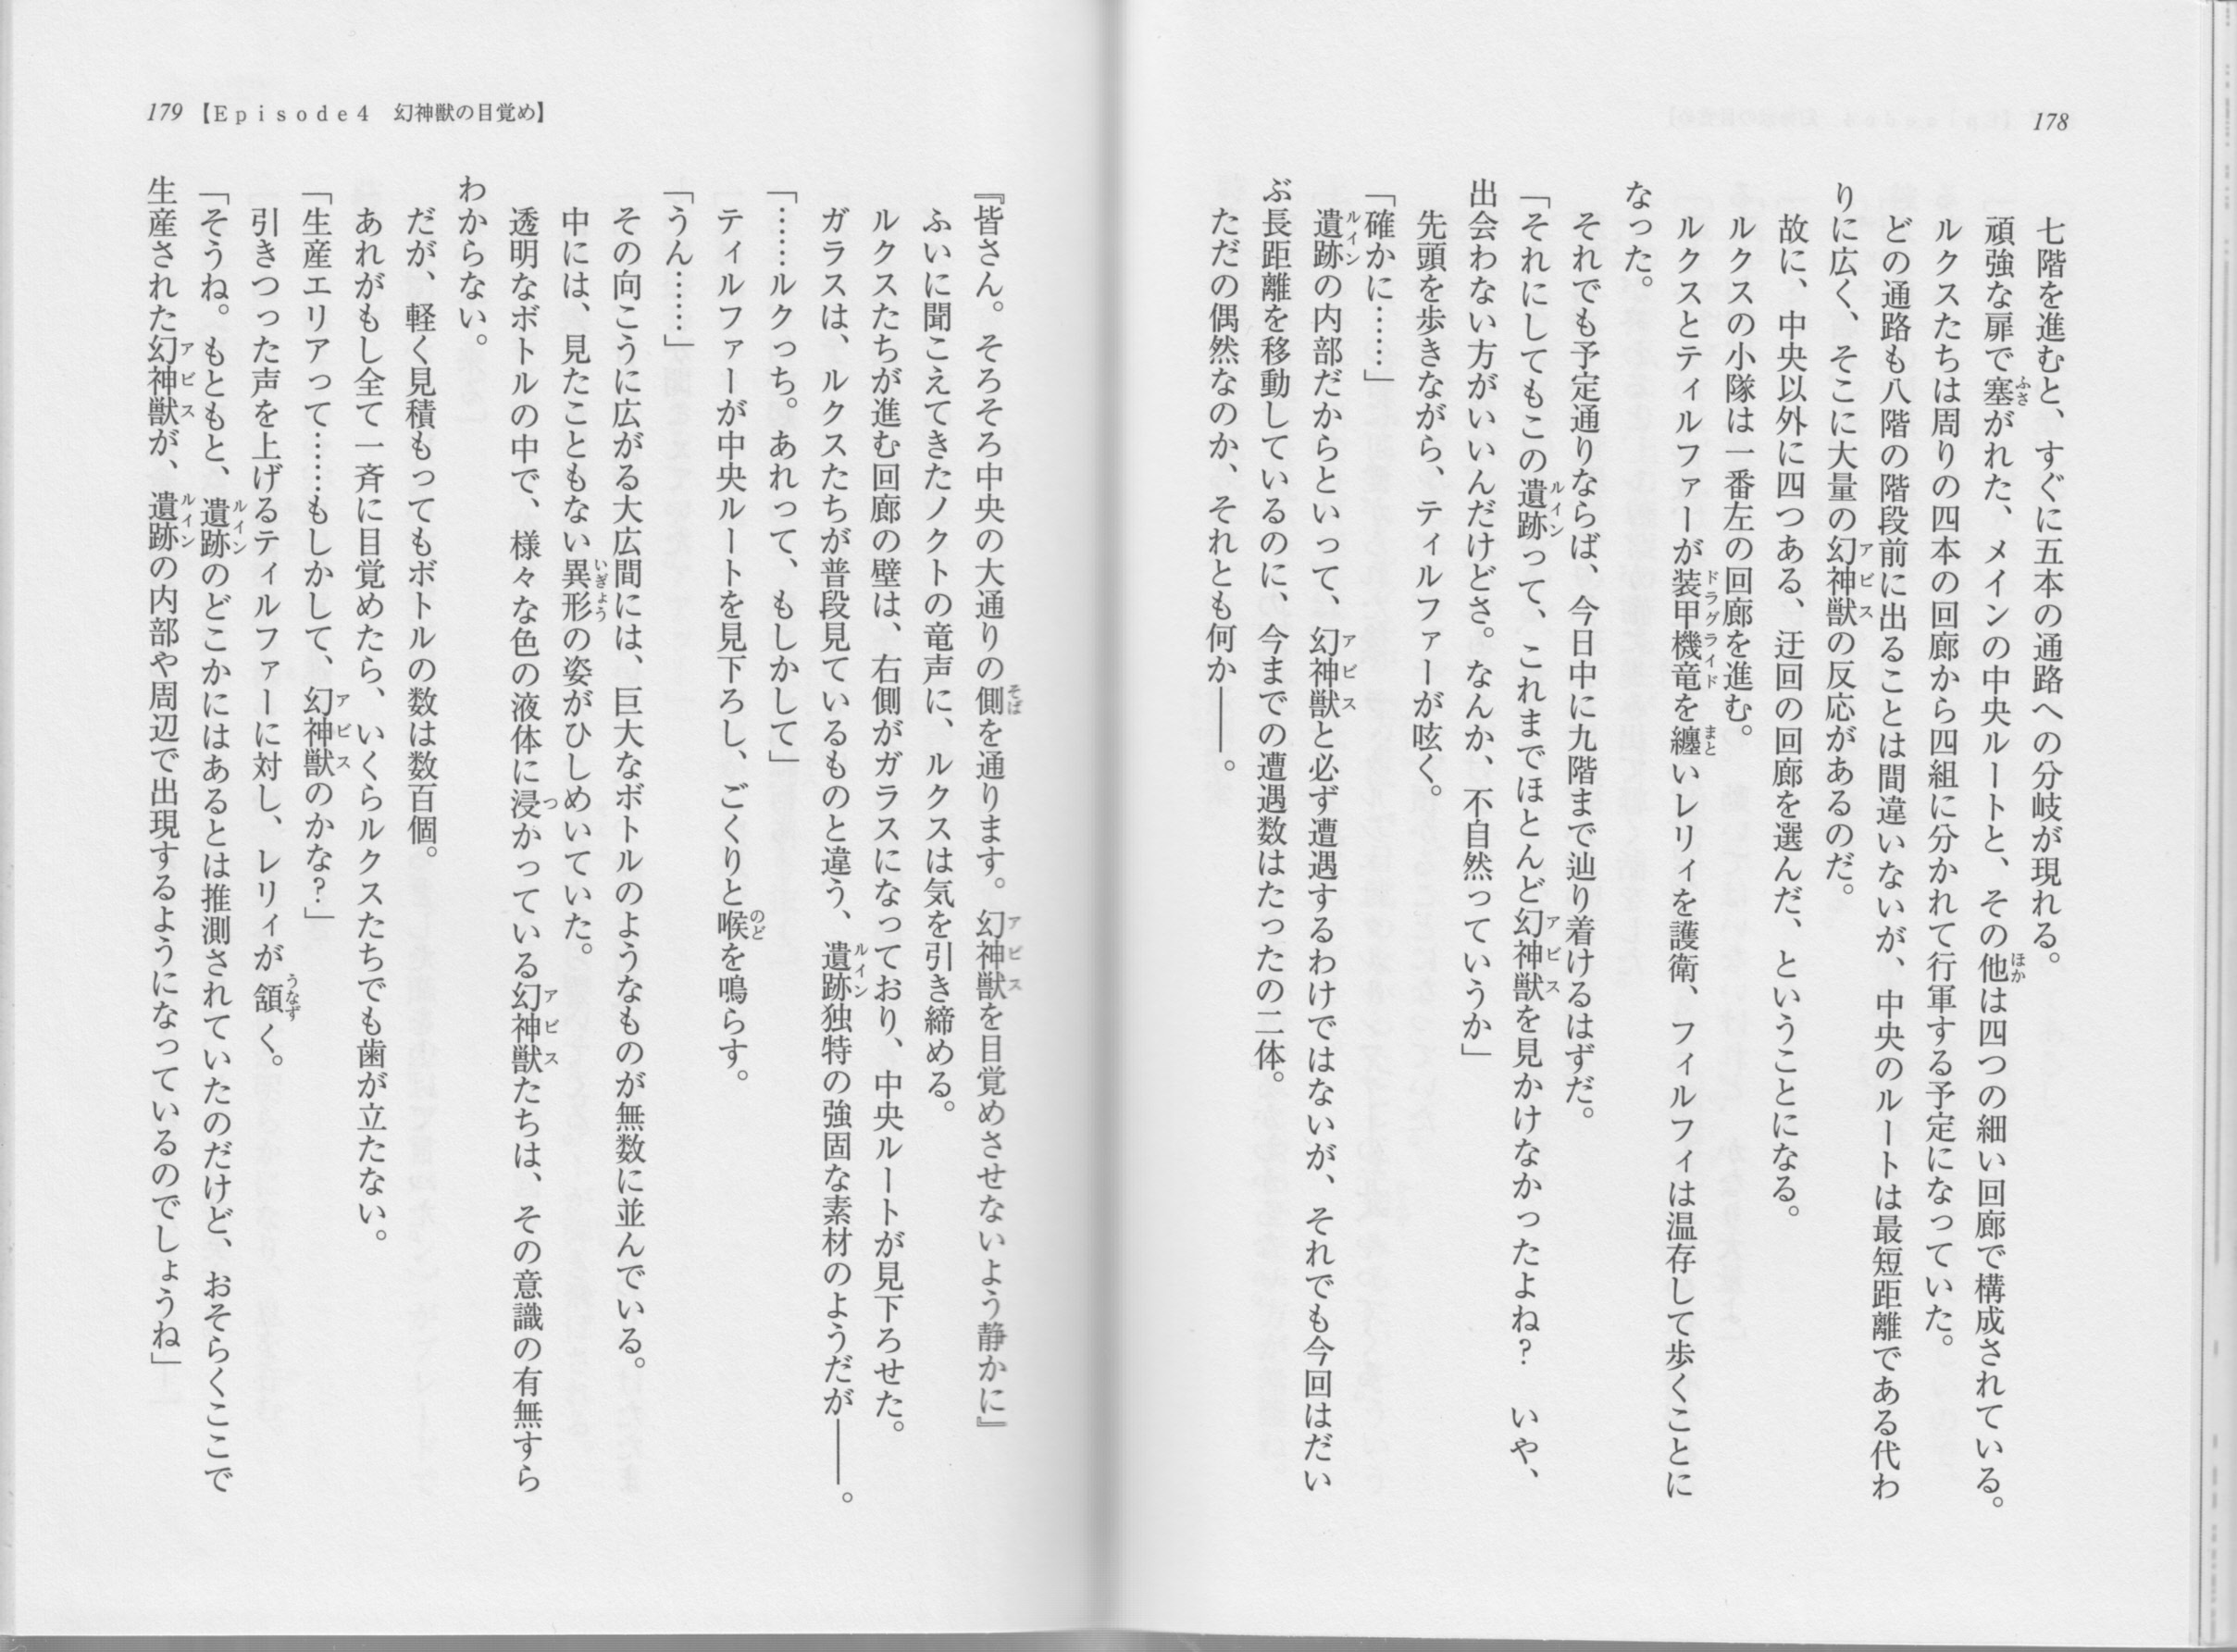 178
七階を進むと、すぐに五本の通路への分岐が現れる。
頑強な扉で塞がれた、メインの中央ルートと、その他は四つの細い回廊で構成されている。
ルクスたちは周りの四本の回廊から四組に分かれて行軍する予定になっていた。
どの通路も八階の階段前に出ることは間違いないが、中央のルートは最短距離である代わ
りに広く、そこに大量の幻神獣の反応があるのだ。
故に、中央以外に四つある、迂回の回廊を選んだ、ということになる。
ルクスの小隊は一番左の回廊を進む。
ルクスとティルファーが装甲機竜を纏いレリィを護衛、フィルフィは温存して歩くことに
なった。
それでも予定通りならば、今日中に九階まで辿り着けるはずだ。
「それにしてもこの遺跡って、これまでほとんど幻神獣を見かけなかったよね？　いや、
出会わない方がいいんだけどさ。なんか、不自然っていうか」
先頭を歩きながら、ティルファーが呟く。
「確かに……」
遺跡の内部だからといって、幻神獣と必ず遭遇するわけではないが、それでも今回はだい
ぶ長距離を移動しているのに、今までの遭遇数はたったの二体。
ただの偶然なのか、それとも何か――。
179【Episode4　幻神獣の目覚め】
『皆さん。そろそろ中央の大通りの側を通ります。幻神獣を目覚めさせないよう静かに』
ふいに聞こえてきたノクトの竜声に、ルクスは気を引き締める。
ルクスたちが進む回廊の壁は、右側がガラスになっており、中央ルートが見下ろせた。
ガラスは、ルクスたちが普段見ているものと違う、遺跡独特の強固な素材のようだが――。
「……ルクっち。あれって、もしかして」
ティルファーが中央ルートを見下ろし、ごくりと喉を鳴らす。
「うん……」
その向こうに広がる大広間には、巨大なボトルのようなものが無数に並んでいる。
中には、見たこともない異形の姿がひしめいていた。
透明なボトルの中で、様々な色の液体に浸かっている幻神獣たちは、その意識の有無すら
わからない。
だが、軽く見積もってもボトルの数は数百個。
あれがもし全て一斉に目覚めたら、いくらルクスたちでも歯が立たない。
「生産エリアって……もしかして、幻神獣のかな？」
引きつった声を上げるティルファーに対し、レリィが頷く。
「そうね。もともと、遺跡のどこかにはあるとは推測されていたのだけど、おそらくここで
生産された幻神獣が、遺跡の内部や周辺で出現するようになっているのでしょうね」